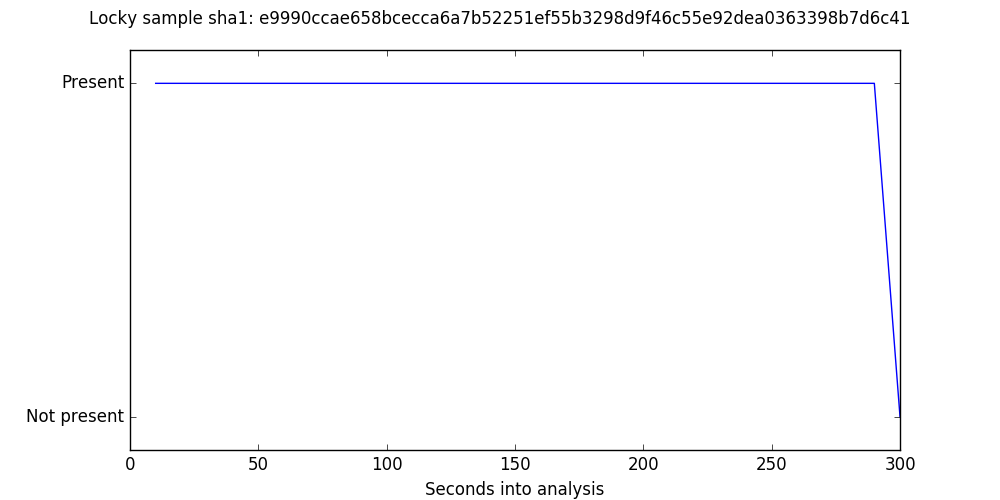 Locky sample sha1: e9990ccae658bcecca6a7b52251ef55b3298d9f46c55e92dea0363398b7d6c41
Present
Not present
0 50 100 150 200 250 300
Seconds into analysis